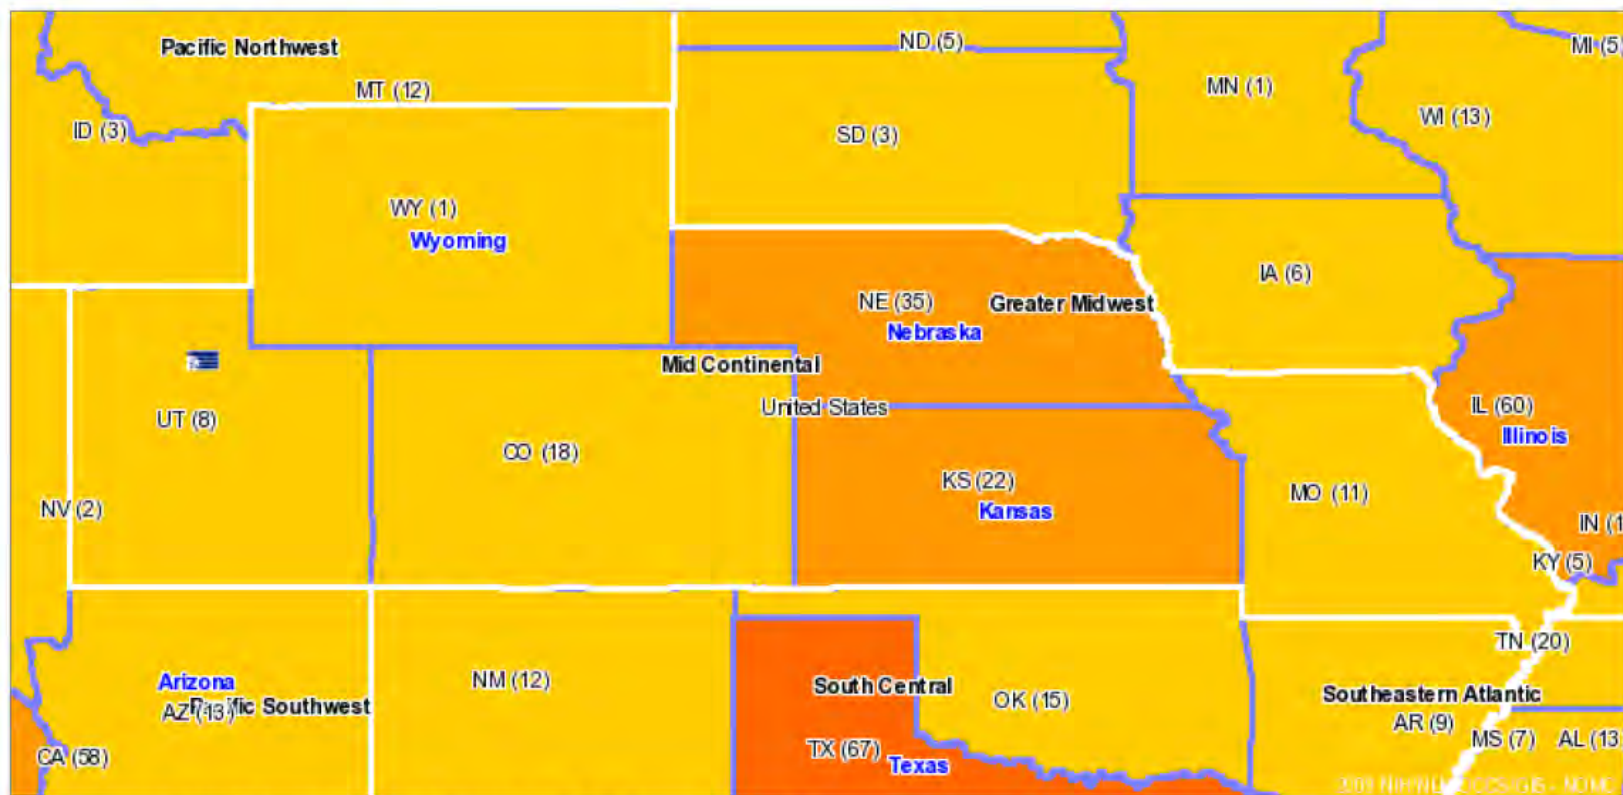 Pacific Northwest
ND (5)
MI (5
MT (12)
MN (1)
WI (13)
ID (3)
SD (3)
WY (1)
Wyoming
IA (6)
NE (35)
Greater Midwest
Nebraska
Mid Continental
United States
UT (8)
IL (60)
Illinois
CO (18)
KS (22)
Kansas
MO (11)
NV (2)
IN (1
KY (5)
TN (20)
Arizona
NM (12)
South Central
OK (15)
Southeastern Atlantic
AZ (13)
Pacific Southwest
AR (9)
MS (7)
AL (13
CA (58)
TX (67)
Texas